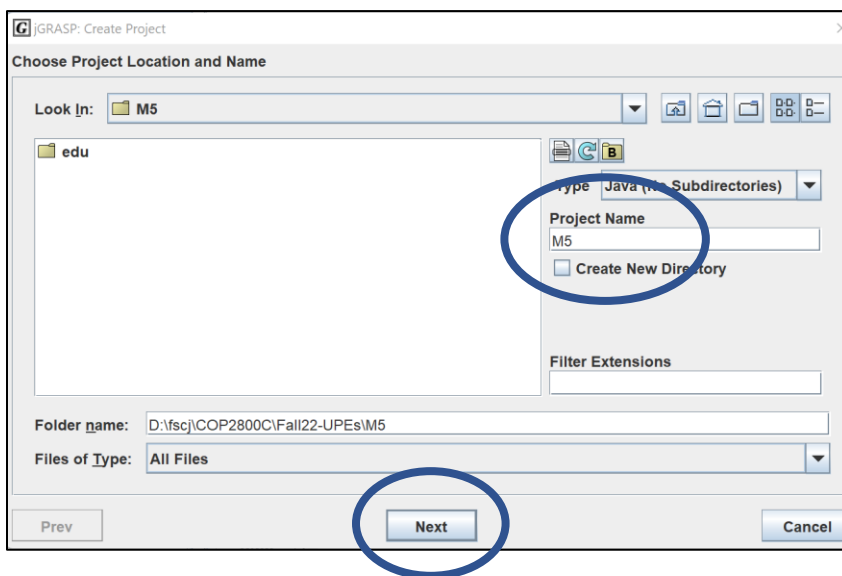 G jGRASP: Create Project
Choose Project Location and Name
Look In: M5
edu
B
Type Java (No Subdirectories)
Project Name
M5
Create New Directory
Filter Extensions
Folder name: D:\fscj\COP2800C\Fall22-UPEs\M5
Files of Type: All Files
Prev Next Cancel